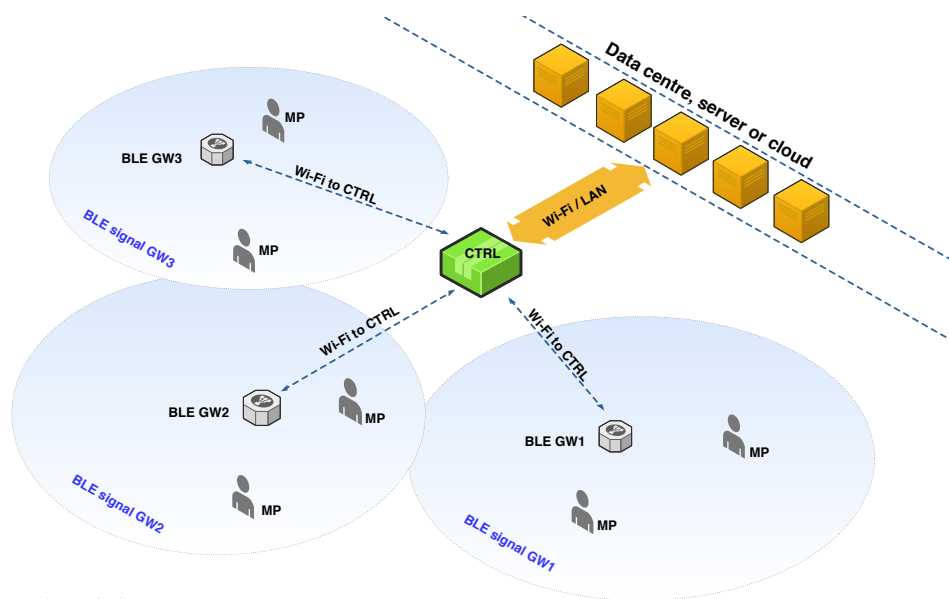 Data centre, server or cloud
MP
BLE GW3
Wi-Fi to CTRL
Wi-Fi / LAN
BLE signal GW3
MP
CTRL
Wi-Fi to CTRL
Wi-Fi to CTRL
BLE GW2
MP
BLE GW1
MP
BLE signal GW2
MP
BLE signal GW1
MP